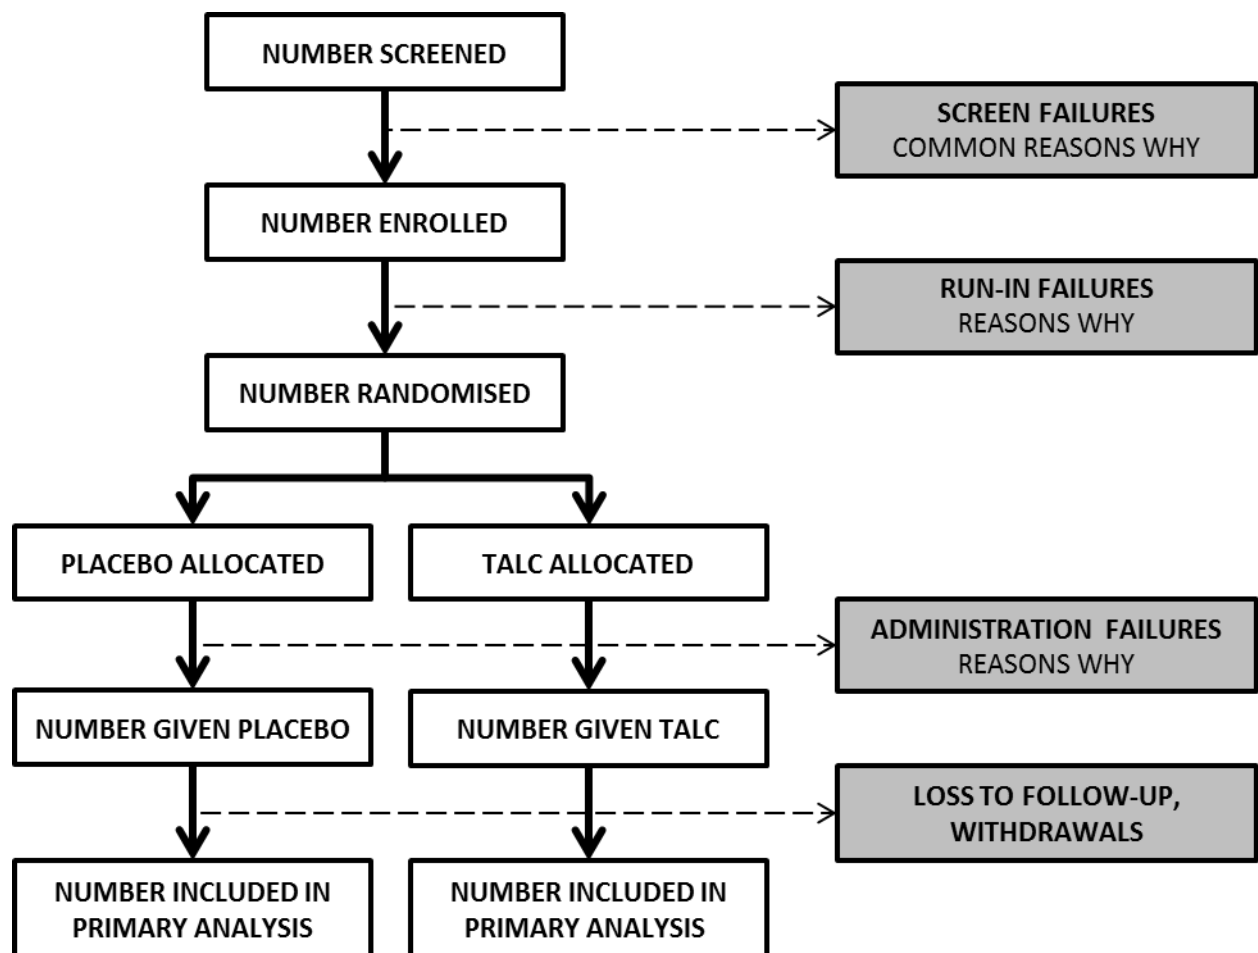 NUMBER SCREENED
SCREEN FAILURES
COMMON REASONS WHY
NUMBER ENROLLED
RUN-IN FAILURES
REASONS WHY
NUMBER RANDOMISED
PLACEBO ALLOCATED
TALC ALLOCATED
ADMINISTRATION FAILURES
REASONS WHY
NUMBER GIVEN PLACEBO
NUMBER GIVEN TALC
LOSS TO FOLLOW-UP,
WITHDRAWALS
NUMBER INCLUDED IN
PRIMARY ANALYSIS
NUMBER INCLUDED IN
PRIMARY ANALYSIS